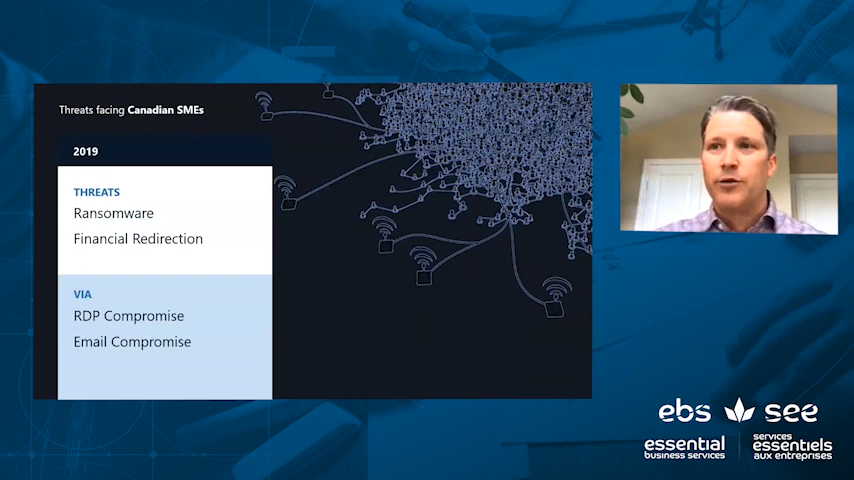 Threats facing Canadian SMEs
2019
THREATS
Ransomware
Financial Redirection
VIA
RDP Compromise
Email Compromise
ebs see
essential
business services
services
essentiels
aux entreprises